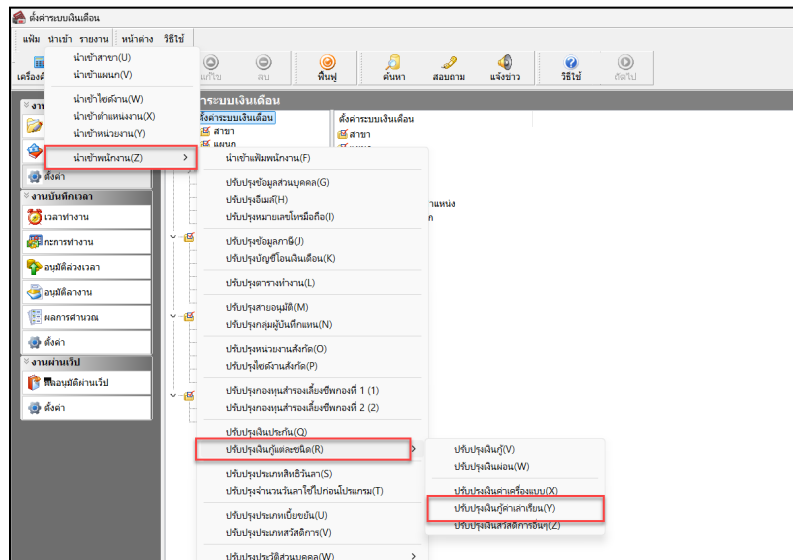 ตั้งค่าระบบเงินเดือน
แฟ้ม นำเข้า รายงาน หน้าต่าง วิธีใช้
นำเข้าสาขา(U)
นำเข้าแผนก(V)
นำเข้าไซต์งาน(W)
นำเข้าตำแหน่งงาน(X)
นำเข้าหน่วยงาน(Y)
นำเข้าพนักงาน(Z)
แก้ไข ลบ ฟื้นฟู ค้นหา สอบถาม แจ้งข่าว วิธีใช้ ถัดไป
ตั้งค่าระบบเงินเดือน
สาขา
แผนก
ตั้งค่าระบบเงินเดือน
สาขา
ตั้งค่า
งานบันทึกเวลา
เวลาทำงาน
กะการทำงาน
อนุมัติล่วงเวลา
อนุมัติลางาน
ผลการคำนวณ
ตั้งค่า
งานผ่านเว็ป
ตั้งค่า
นำเข้าแฟ้มพนักงาน(F)
ปรับปรุงข้อมูลส่วนบุคคล(G)
ปรับปรุงอีเมล์(H)
ปรับปรุงหมายเลขโทรมือถือ(I)
ปรับปรุงข้อมูลภาษี(J)
ปรับปรุงบัญชีโอนเงินเดือน(K)
ปรับปรุงตารางทำงาน(L)
ปรับปรุงสายอนุมัติ(M)
ปรับปรุงกลุ่มผู้บันทึกแทน(N)
ปรับปรุงหน่วยงานสังกัด(O)
ปรับปรุงไซต์งานสังกัด(P)
ปรับปรุงกองทุนสำรองเลี้ยงชีพกองที่ 1 (1)
ปรับปรุงกองทุนสำรองเลี้ยงชีพกองที่ 2 (2)
ปรับปรุงเงินประกัน(Q)
ปรับปรุงเงินกู้แต่ละชนิด(R)
ปรับปรุงประเภทสิทธิวันลา(S)
ปรับปรุงจำนวนวันลาใช้ไปก่อนโปรแกรม(T)
ปรับปรุงประเภทเบี้ยขยัน(U)
ปรับปรุงประเภทสวัสดิการ(V)
ปรับปรุงประวัติส่วนบุคคล(W)
ปรับปรุงเงินกู้(V)
ปรับปรุงเงินผ่อน(W)
ปรับปรุงเงินค่าเครื่องแบบ(X)
ปรับปรุงเงินกู้ค่าเล่าเรียน(Y)
ปรับปรุงเงินสวัสดิการอื่นๆ(Z)